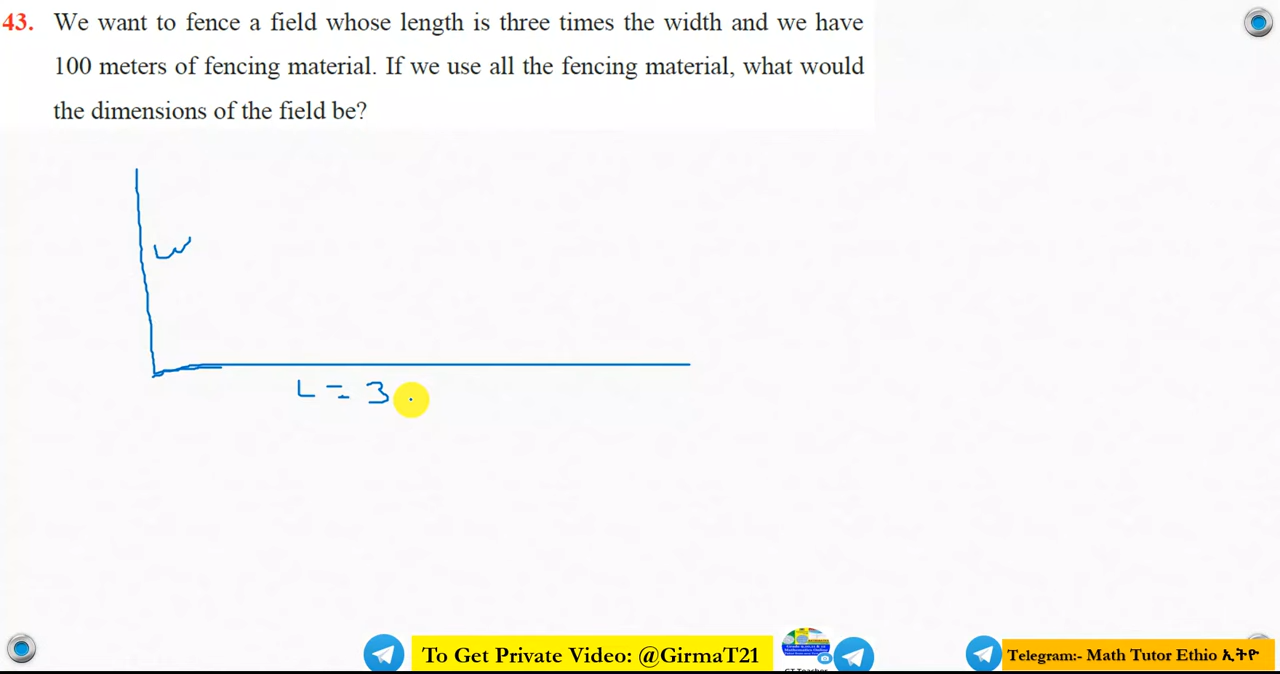 43. We want to fence a field whose length is three times the width and we have
100 meters of fencing material. If we use all the fencing material, what would
the dimensions of the field be?
W
L = 3
To Get Private Video: @GirmaT21
Telegram:- Math Tutor Ethio ኢትዮ